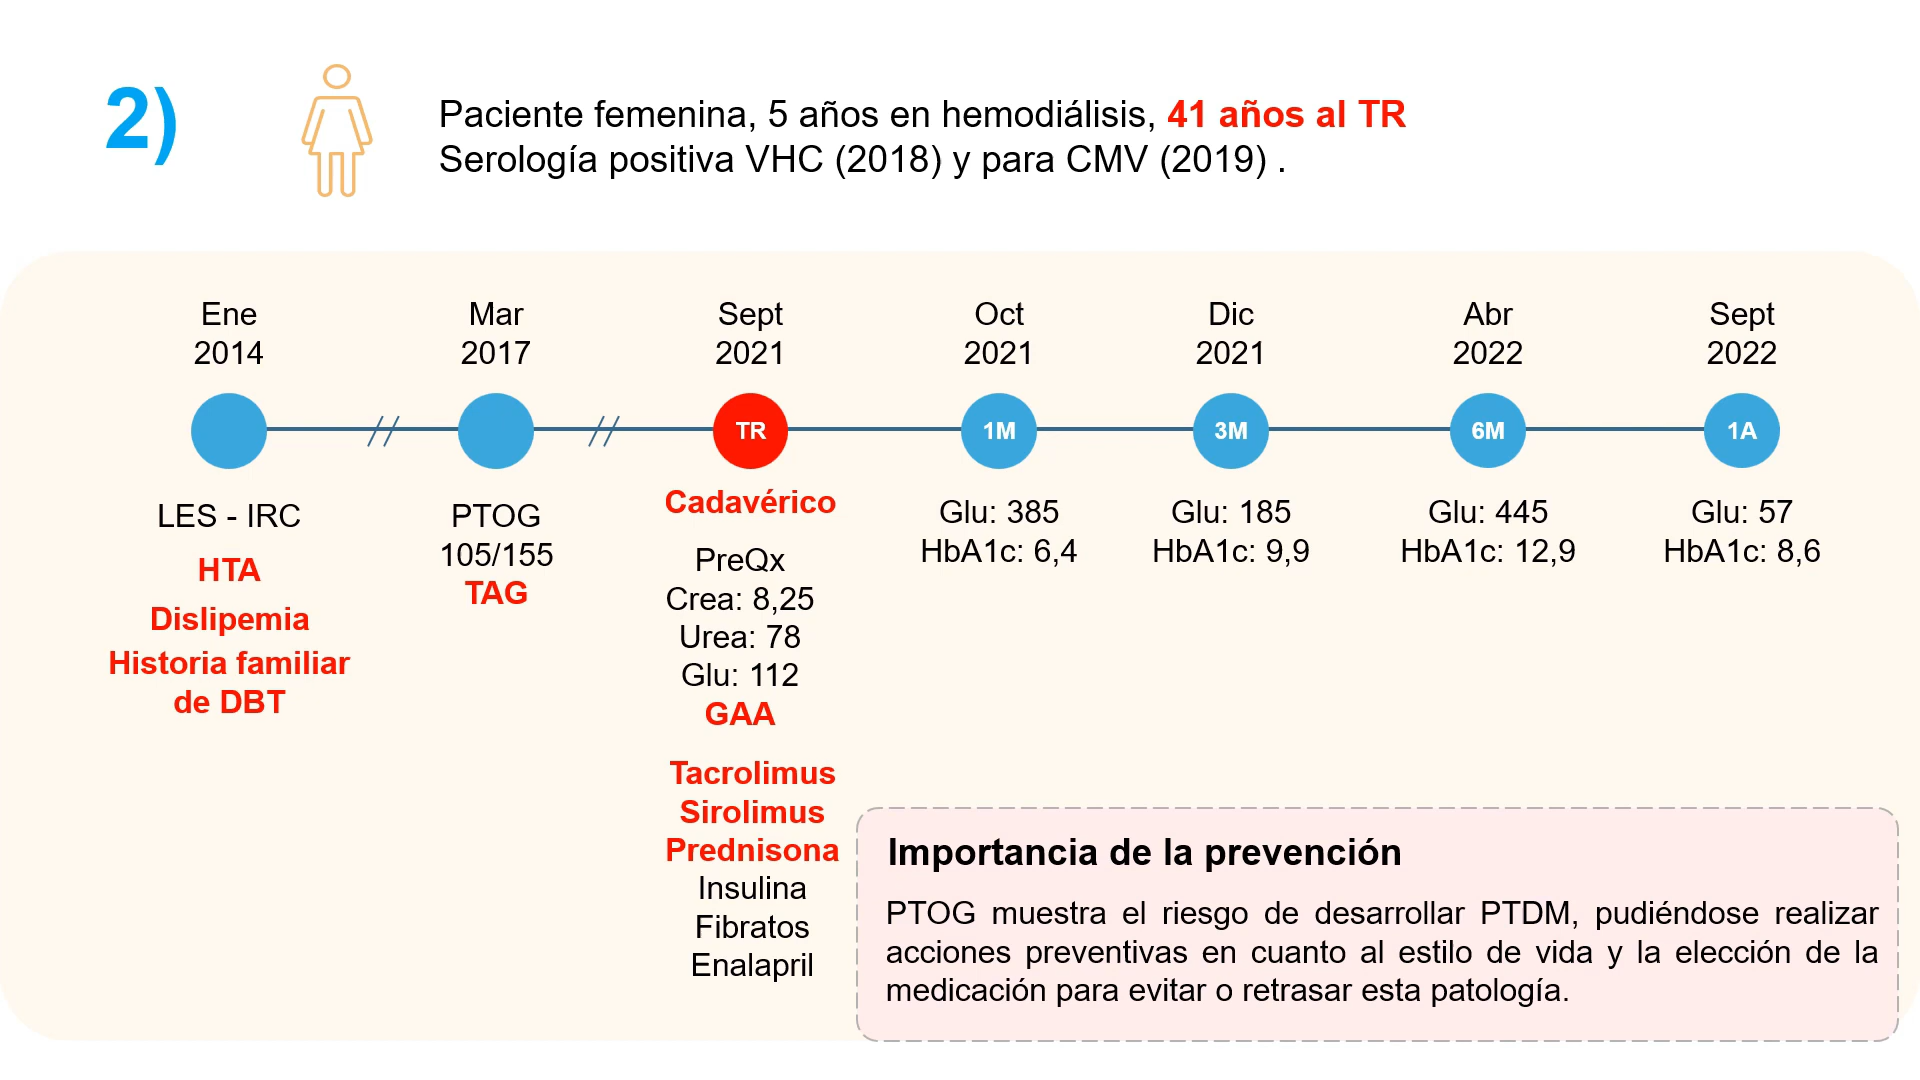 2)
Paciente femenina, 5 años en hemodiálisis, 41 años al TR
Serología positiva VHC (2018) y para CMV (2019) .
Ene
2014
LES - IRC
HTA
Dislipemia
Historia familiar
de DBT
Mar
2017
PTOG
105/155
TAG
Sept
2021
TR
Cadavérico
PreQx
Crea: 8,25
Urea: 78
Glu: 112
GAA
Tacrolimus
Sirolimus
Prednisona
Insulina
Fibratos
Enalapril
Oct
2021
1M
Glu: 385
HbA1c: 6,4
Dic
2021
3M
Glu: 185
HbA1c: 9,9
Abr
2022
6M
Glu: 445
HbA1c: 12,9
Sept
2022
1A
Glu: 57
HbA1c: 8,6
Importancia de la prevención
PTOG muestra el riesgo de desarrollar PTDM, pudiéndose realizar
acciones preventivas en cuanto al estilo de vida y la elección de la
medicación para evitar o retrasar esta patología.